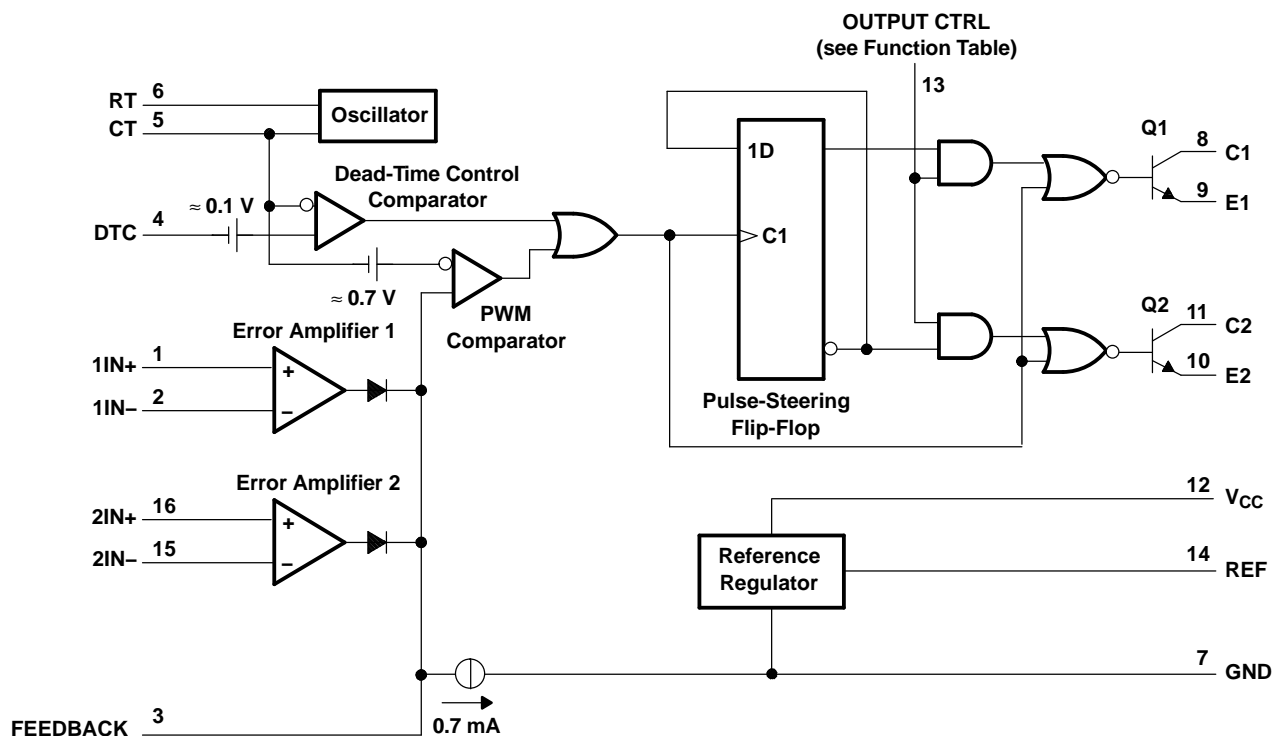 OUTPUT CTRL
(see Function Table)
13
RT 6
CT 5
Oscillator
Dead-Time Control
Comparator
≈ 0.1 V
DTC 4
≈ 0.7 V
PWM
Comparator
1D
C1
Pulse-Steering
Flip-Flop
Q1
8 C1
9 E1
Q2
11 C2
10 E2
Error Amplifier 1
1IN+ 1
+
1IN– 2
–
Error Amplifier 2
2IN+ 16
+
2IN– 15
–
12 VCC
Reference
Regulator
14 REF
7 GND
0.7 mA
FEEDBACK 3